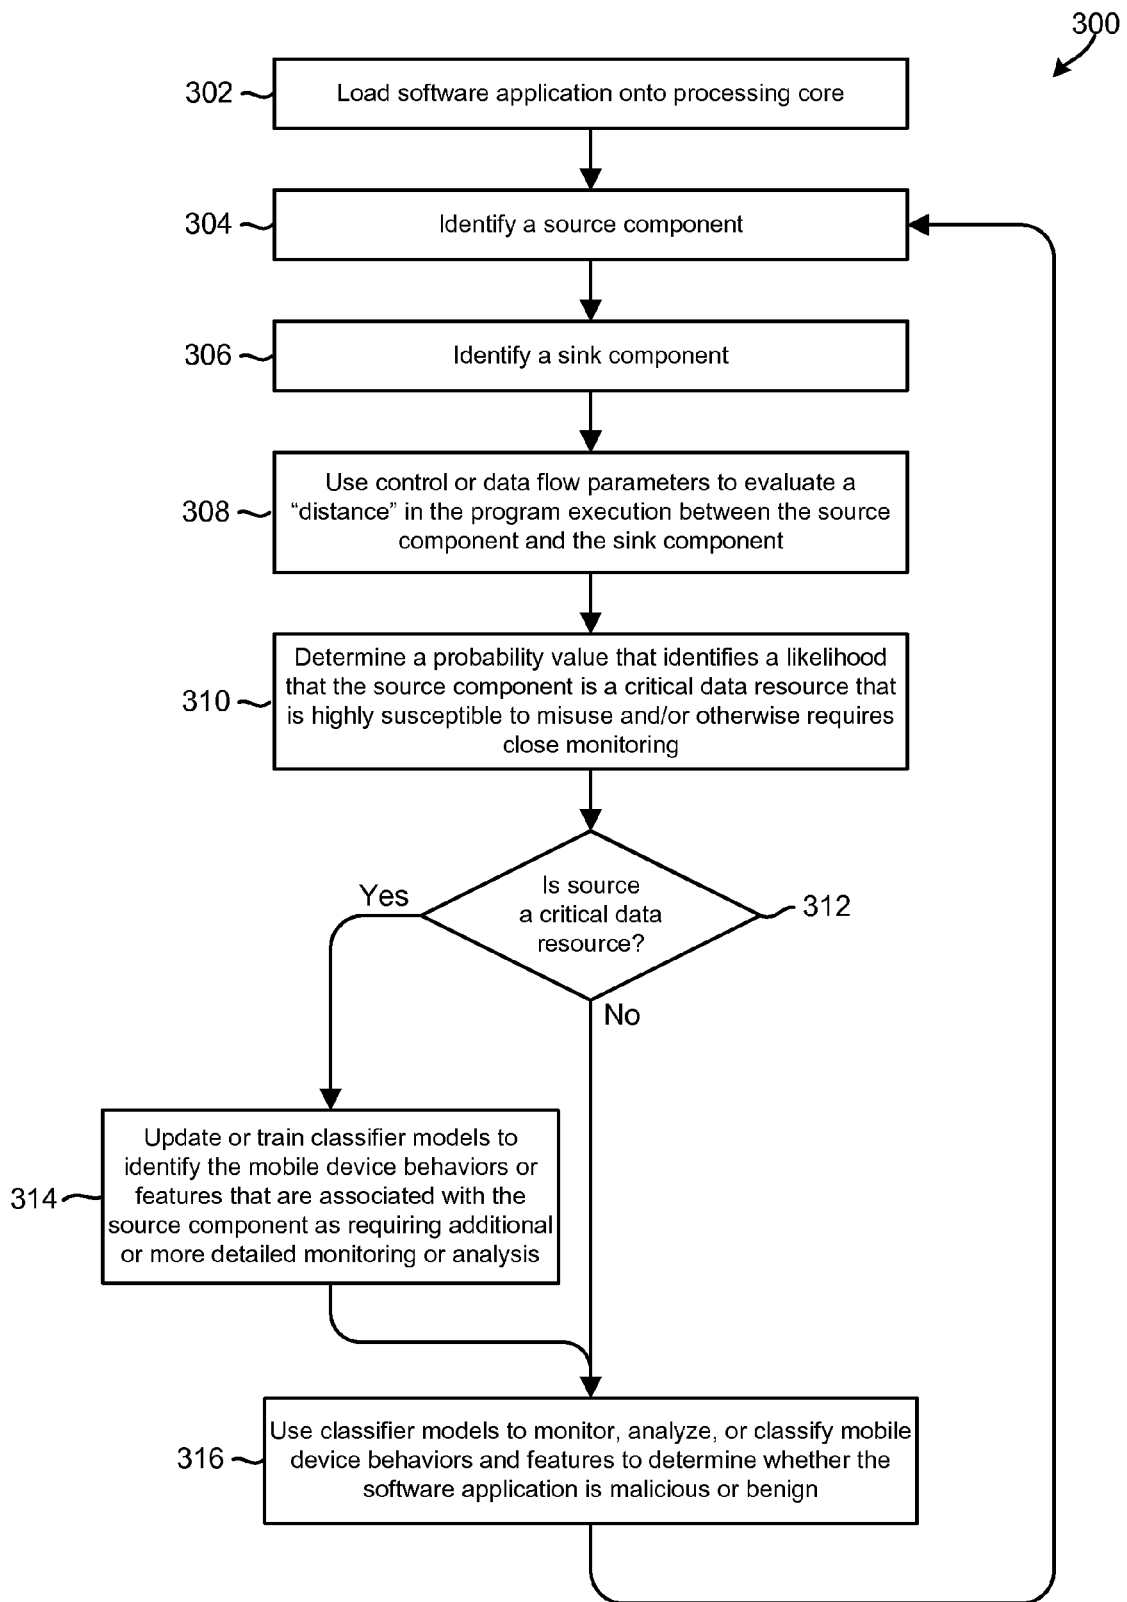 300
302
Load software application onto processing core
304
Identify a source component
306
Identify a sink component
308
Use control or data flow parameters to evaluate a
“distance” in the program execution between the source
component and the sink component
310
Determine a probability value that identifies a likelihood
that the source component is a critical data resource that
is highly susceptible to misuse and/or otherwise requires
close monitoring
312
Is source
a critical data
resource?
Yes
No
314
Update or train classifier models to
identify the mobile device behaviors or
features that are associated with the
source component as requiring additional
or more detailed monitoring or analysis
316
Use classifier models to monitor, analyze, or classify mobile
device behaviors and features to determine whether the
software application is malicious or benign